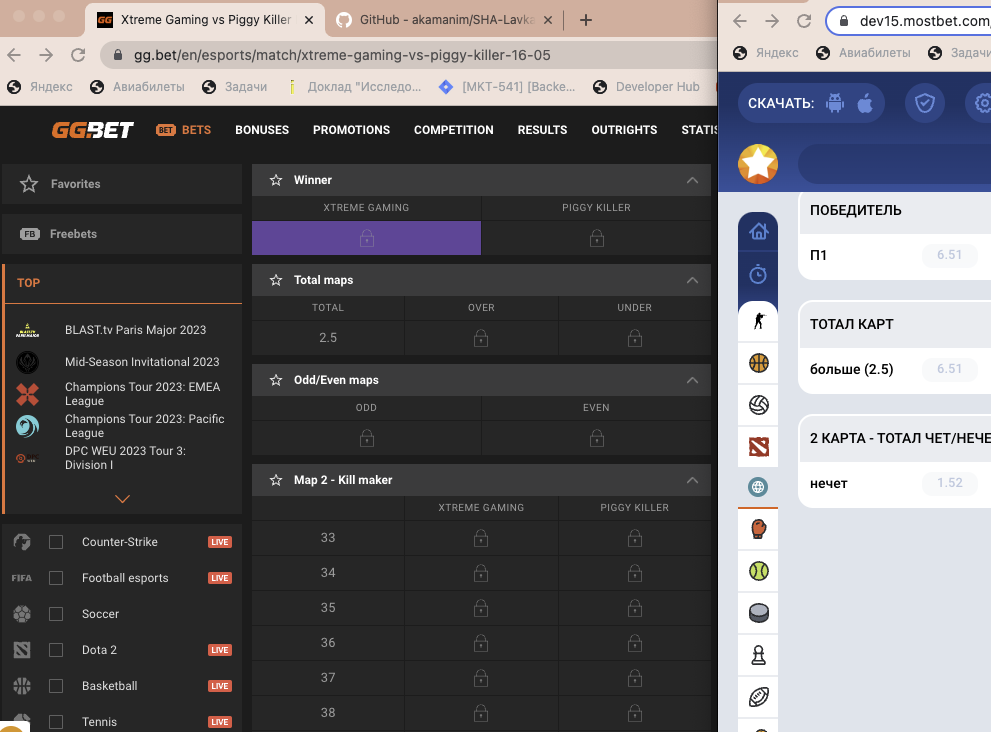 Xtreme Gaming vs Piggy Killer
GitHub - akamanim/SHA-Lavka
gg.bet/en/esports/match/xtreme-gaming-vs-piggy-killer-16-05
Яндекс
Авиабилеты
Задачи
Доклад "Исследо...
[MKT-541] [Backe...
Developer Hub
GG.BET
BET BETS
BONUSES
PROMOTIONS
COMPETITION
RESULTS
OUTRIGHTS
STATIS
Favorites
FB Freebets
TOP
BLAST.tv Paris Major 2023
Mid-Season Invitational 2023
Champions Tour 2023: EMEA
League
Champions Tour 2023: Pacific
League
DPC WEU 2023 Tour 3:
Division I
Counter-Strike LIVE
FIFA Football esports LIVE
Soccer
Dota 2 LIVE
Basketball LIVE
Tennis LIVE
Winner
XTREME GAMING PIGGY KILLER
Total maps
TOTAL OVER UNDER
2.5
Odd/Even maps
ODD EVEN
Map 2 - Kill maker
XTREME GAMING PIGGY KILLER
33
34
35
36
37
38
dev15.mostbet.com/
Яндекс
Авиабилеты
Задачи
СКАЧАТЬ:
ПОБЕДИТЕЛЬ
П1 6.51
ТОТАЛ КАРТ
больше (2.5) 6.51
2 КАРТА - ТОТАЛ ЧЕТ/НЕЧЕ
нечет 1.52